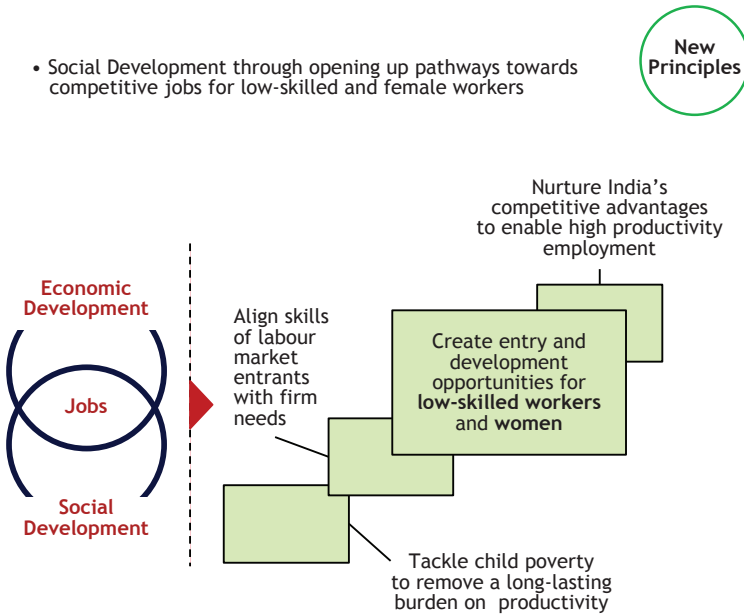 New
Principles
• Social Development through opening up pathways towards
competitive jobs for low-skilled and female workers
Nurture India's
competitive advantages
to enable high productivity
employment
Economic
Development
Jobs
Social
Development
Align skills
of labour
market
entrants
with firm
needs
Create entry and
development
opportunities for
low-skilled workers
and women
Tackle child poverty
to remove a long-lasting
burden on productivity